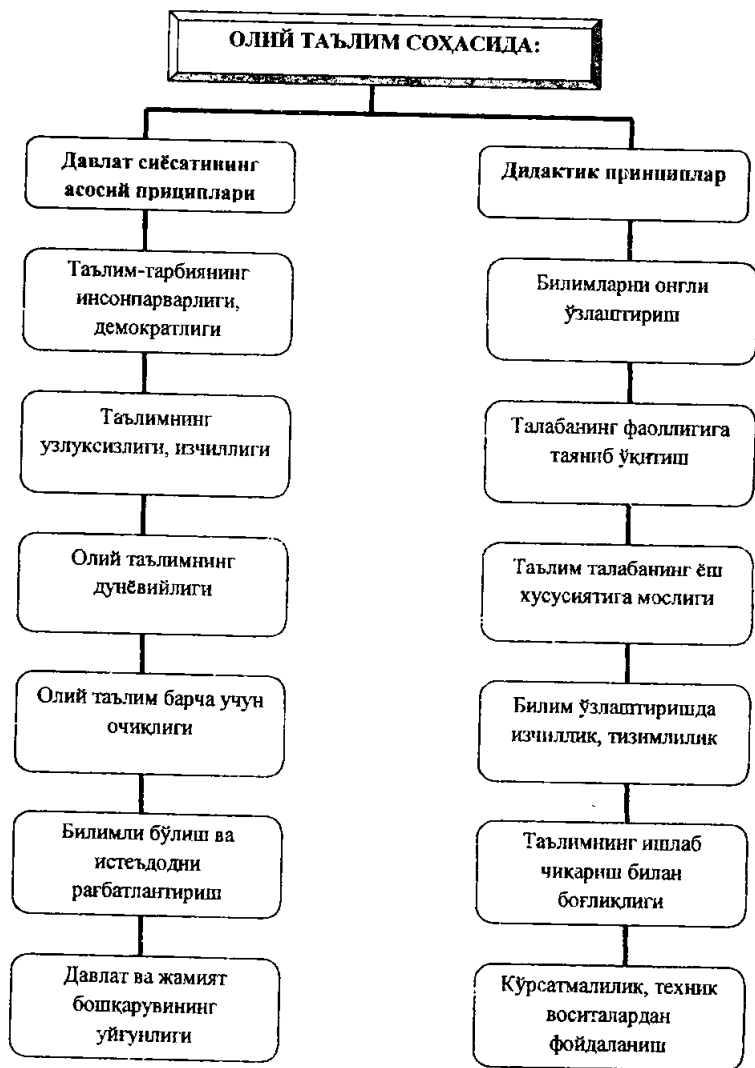 ОЛИЙ ТАЪЛИМ СОҲАСИДА:
Давлат сиёсатининг
асосий приципдари
Таълим-тарбиянинг
инсонпарварлиги,
демократлиги
Таълимнинг
узлуксизлиги, изчиллиги
Олий таълимнинг
дунёвийлиги
Олий таълим барча учун
очиқлиги
Билимли бўлиш ва
истеъдодни
рағбатлантириш
Давлат ва жамият
бошқарувининг
уйғунлиги
Дидактик принциплар
Билимларни онгли
ўзлаштириш
Талабанинг фаоллигига
таяниб ўқитиш
Таълим талабанинг ёш
хусусиятига мослиги
Билим ўзлаштиришда
изчиллик, тизимлилик
Таълимнинг ишлаб
чиқариш билан
боғлиқлиги
Кўрсатмалилик, техник
воситалардан
фойдаланиш